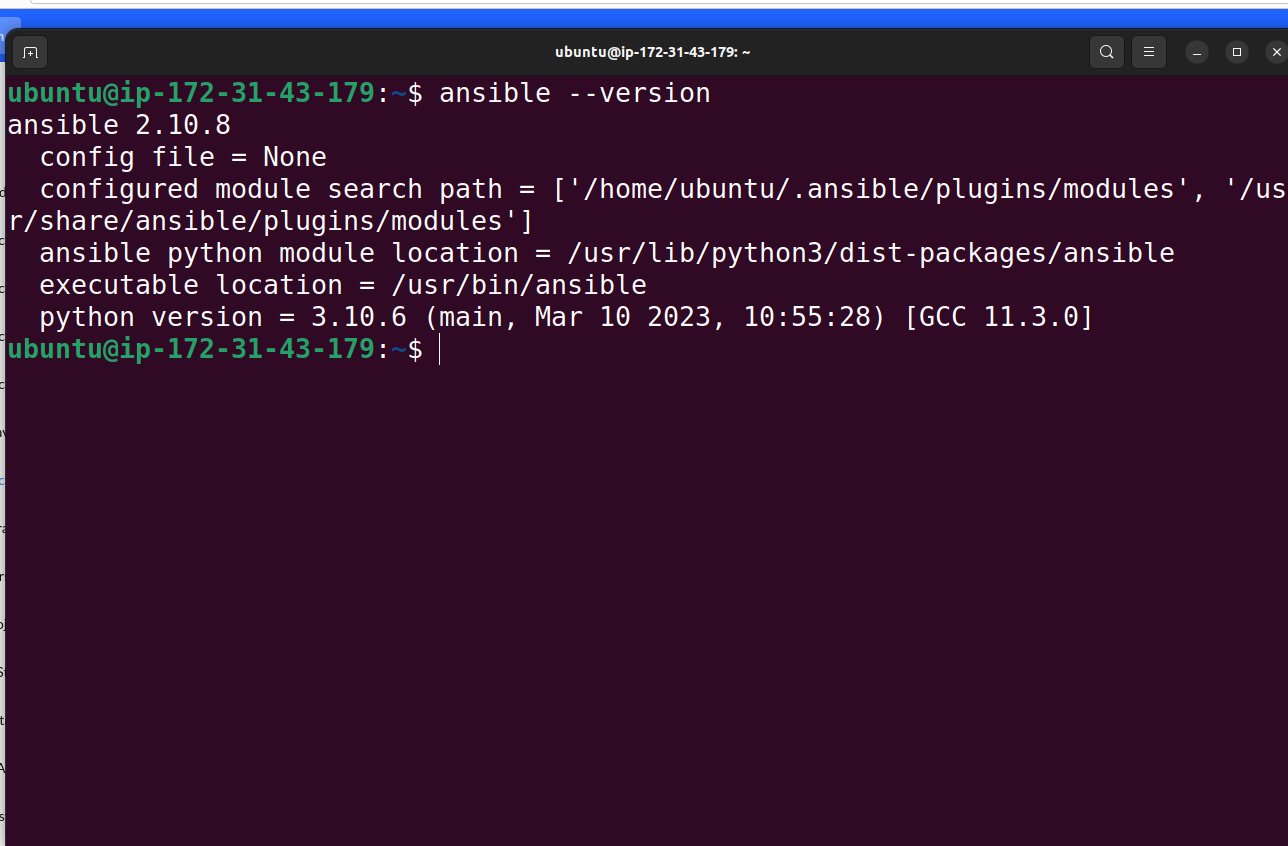 ubuntu@ip-172-31-43-179: ~
ubuntu@ip-172-31-43-179:~$ ansible --version
ansible 2.10.8
  config file = None
  configured module search path = ['/home/ubuntu/.ansible/plugins/modules', '/us
r/share/ansible/plugins/modules']
  ansible python module location = /usr/lib/python3/dist-packages/ansible
  executable location = /usr/bin/ansible
  python version = 3.10.6 (main, Mar 10 2023, 10:55:28) [GCC 11.3.0]
ubuntu@ip-172-31-43-179:~$